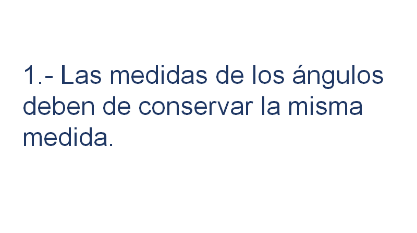 1.- Las medidas de los ángulos
deben de conservar la misma
medida.